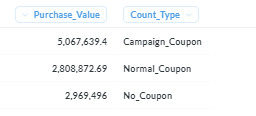 Purchase_Value Count_Type
5,067,639.4 Campaign_Coupon
2,808,872.69 Normal_Coupon
2,969,496 No_Coupon